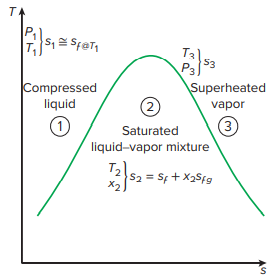 T
P₁
T₁
} s₁ ≅ sf@T₁
Compressed
liquid
1
T₃
P₃
} s₃
Superheated
vapor
3
2
Saturated
liquid–vapor mixture
T₂
x₂
} s₂ = sf + x₂sfg
s